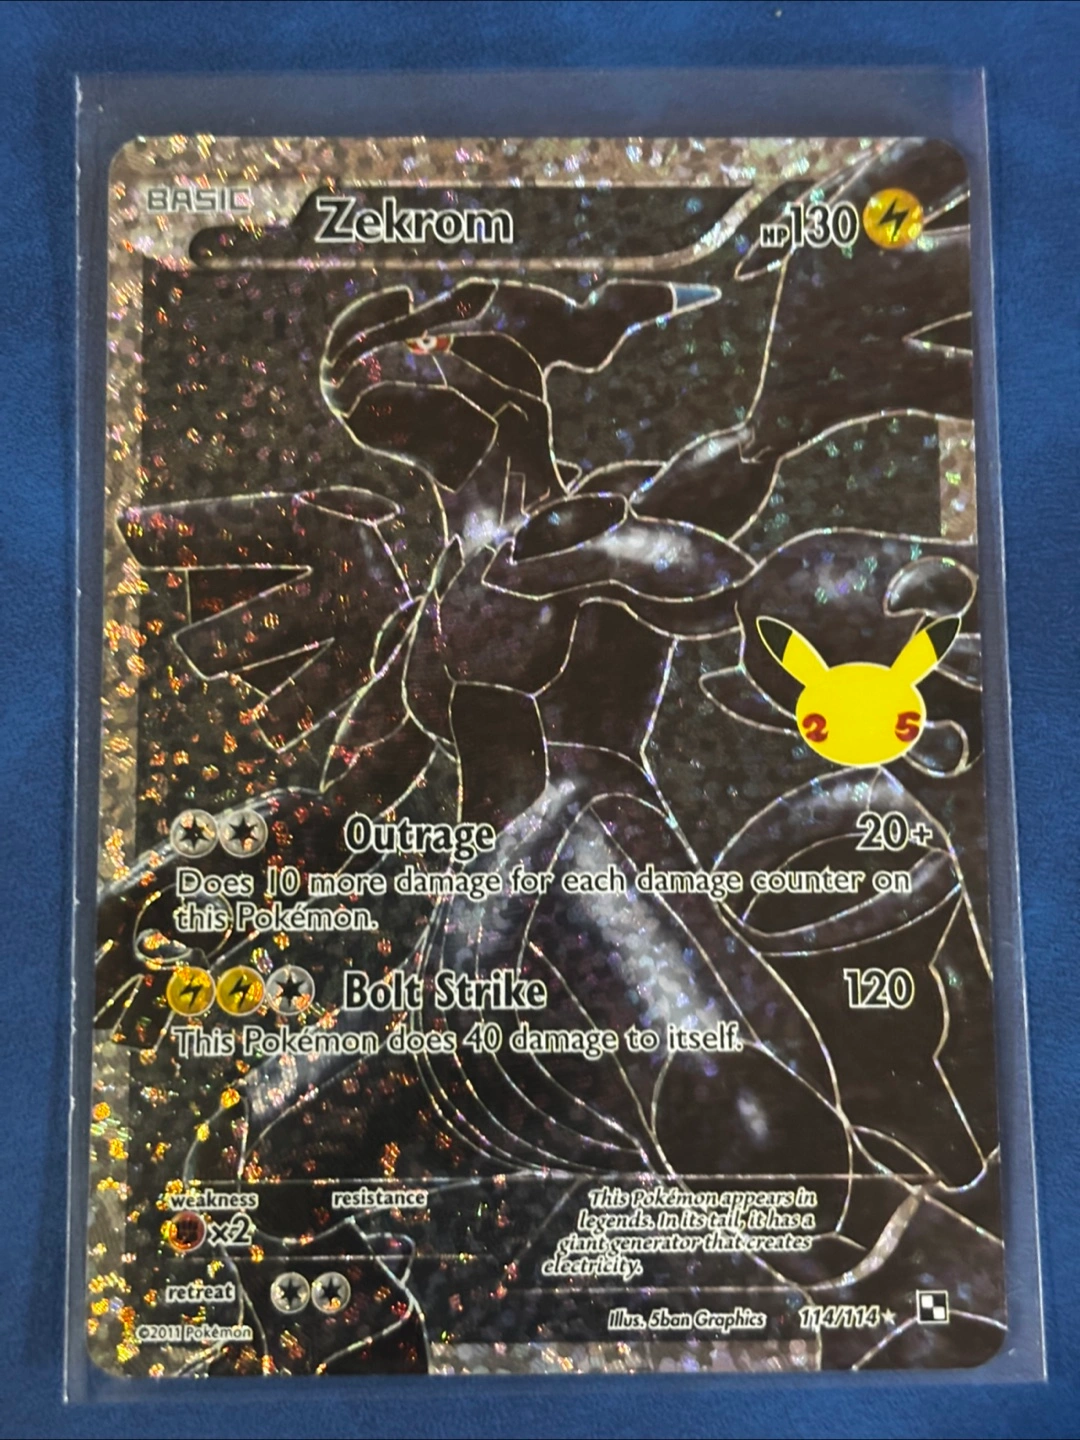 BASIC Zekrom HP130
25
Outrage 20+
Does 10 more damage for each damage counter on
this Pokémon.
Bolt Strike 120
This Pokémon does 40 damage to itself.
weakness resistance
×2
This Pokémon appears in
legends. In its tail, it has a
giant generator that creates
electricity.
retreat
Illus. 5ban Graphics 114/114★
©2011 Pokémon